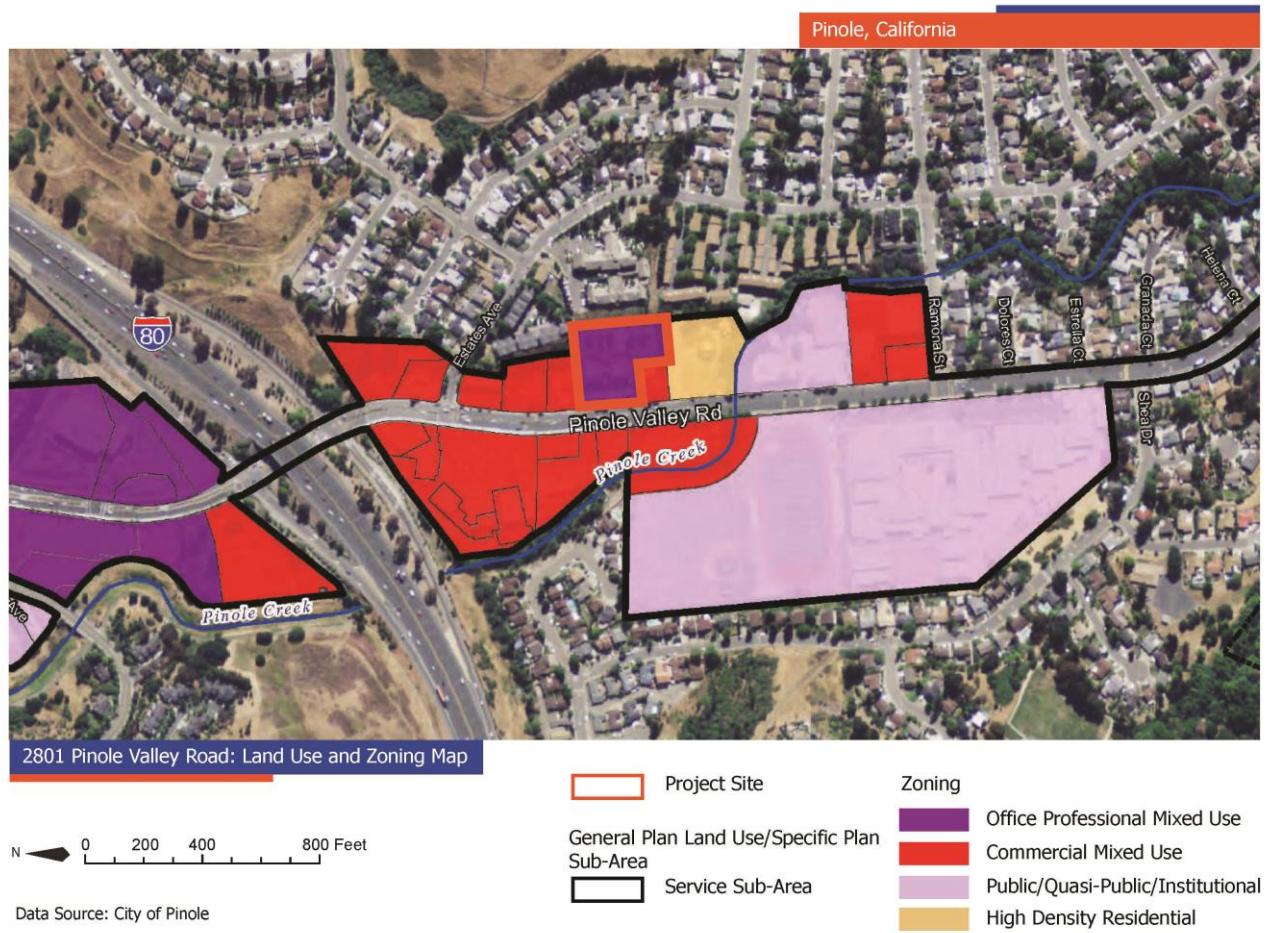 Pinole, California
80
Estates Ave
Ramona St
Dolores Ct
Estrella Ct
Granada Ct
Helena Ct
Shea Dr
Pinole Valley Rd
Pinole Creek
Pinole Creek
Ave
2801 Pinole Valley Road: Land Use and Zoning Map
N
0 200 400 800 Feet
Data Source: City of Pinole
Project Site
General Plan Land Use/Specific Plan
Sub-Area
Service Sub-Area
Zoning
Office Professional Mixed Use
Commercial Mixed Use
Public/Quasi-Public/Institutional
High Density Residential